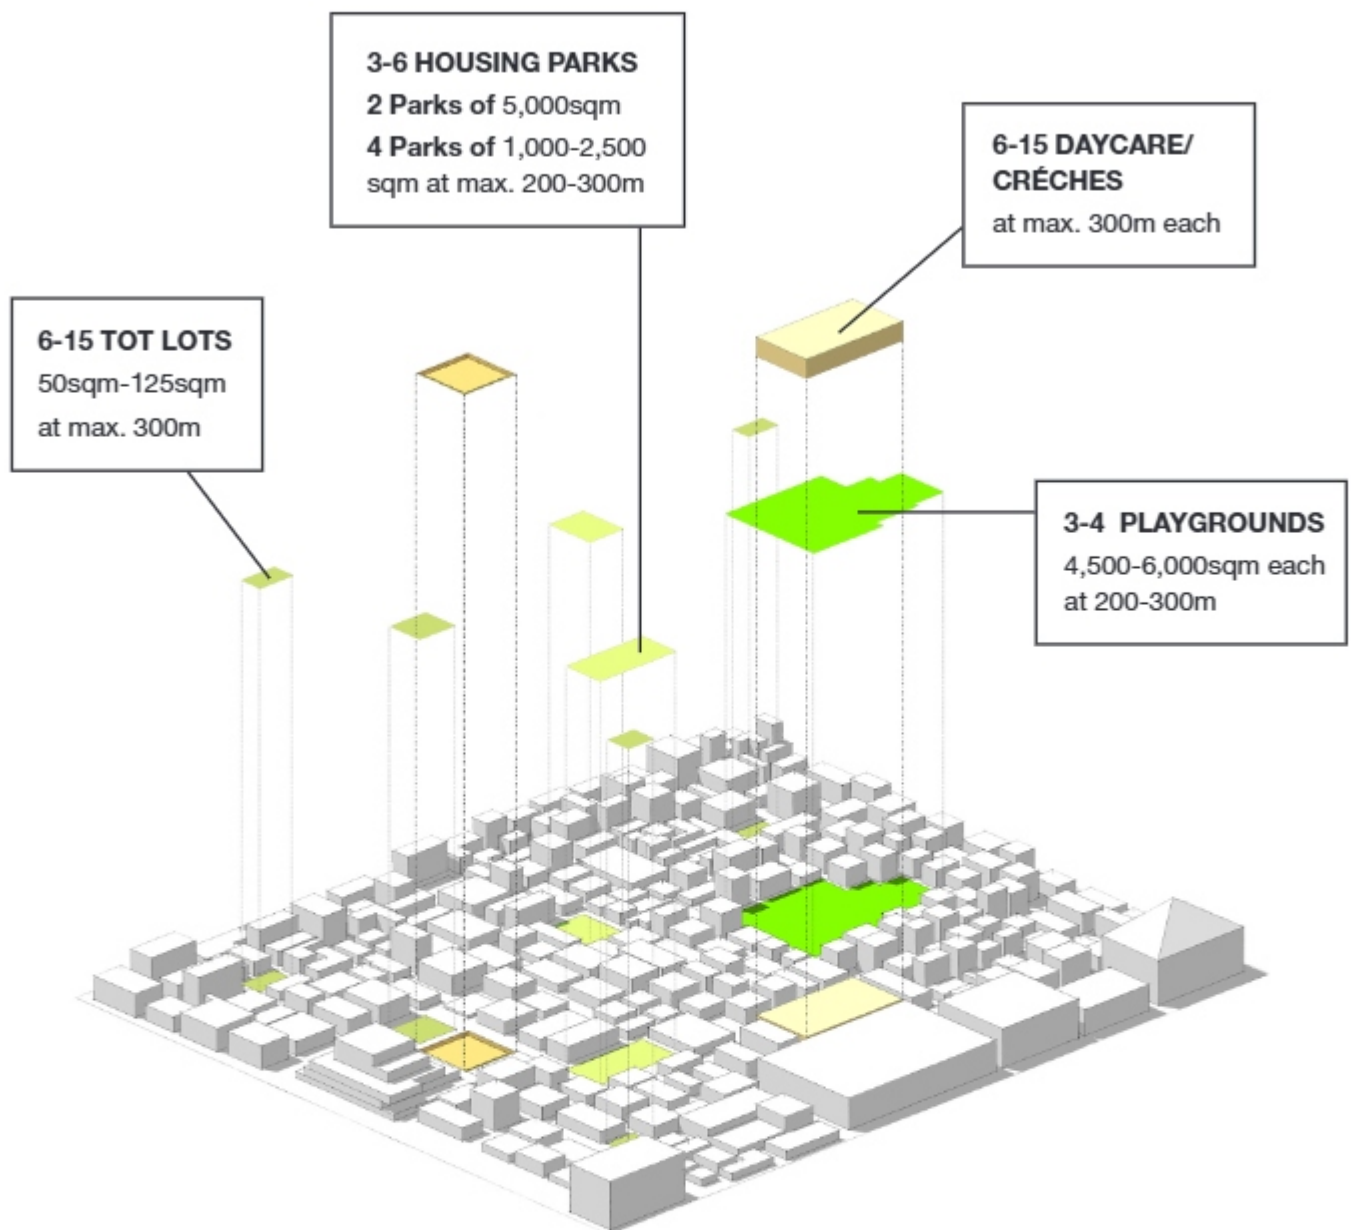 3-6 HOUSING PARKS
2 Parks of 5,000sqm
4 Parks of 1,000-2,500
sqm at max. 200-300m
6-15 DAYCARE/
CRÉCHES
at max. 300m each
6-15 TOT LOTS
50sqm-125sqm
at max. 300m
3-4 PLAYGROUNDS
4,500-6,000sqm each
at 200-300m